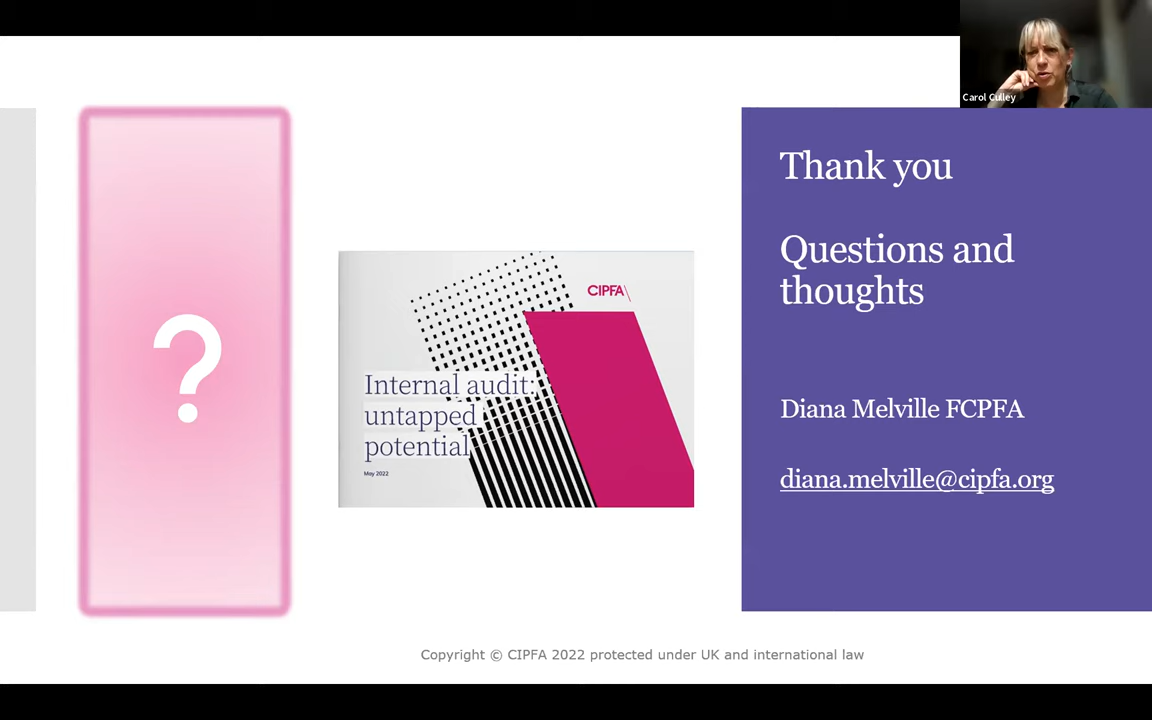 Carol Culley
?
CIPFA
Internal audit:
untapped
potential
May 2022
Thank you
Questions and
thoughts
Diana Melville FCPFA
diana.melville@cipfa.org
Copyright © CIPFA 2022 protected under UK and international law